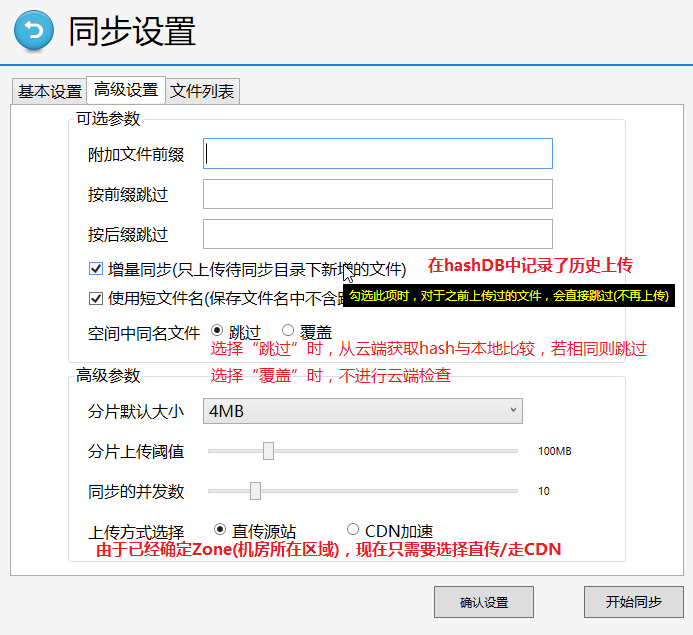 同步设置
基本设置 高级设置 文件列表
可选参数
附加文件前缀
按前缀跳过
按后缀跳过
增量同步(只上传待同步目录下新增的文件) 在hashDB中记录了历史上传
勾选此项时，对于之前上传过的文件，会直接跳过(不再上传)
使用短文件名(保存文件名中不含
空间中同名文件 跳过 覆盖
选择“跳过”时，从云端获取hash与本地比较，若相同则跳过
选择“覆盖”时，不进行云端检查
高级参数
分片默认大小 4MB
分片上传阈值 100MB
同步的并发数 10
上传方式选择 直传源站 CDN加速
由于已经确定Zone(机房所在区域)，现在只需要选择直传/走CDN
确认设置 开始同步